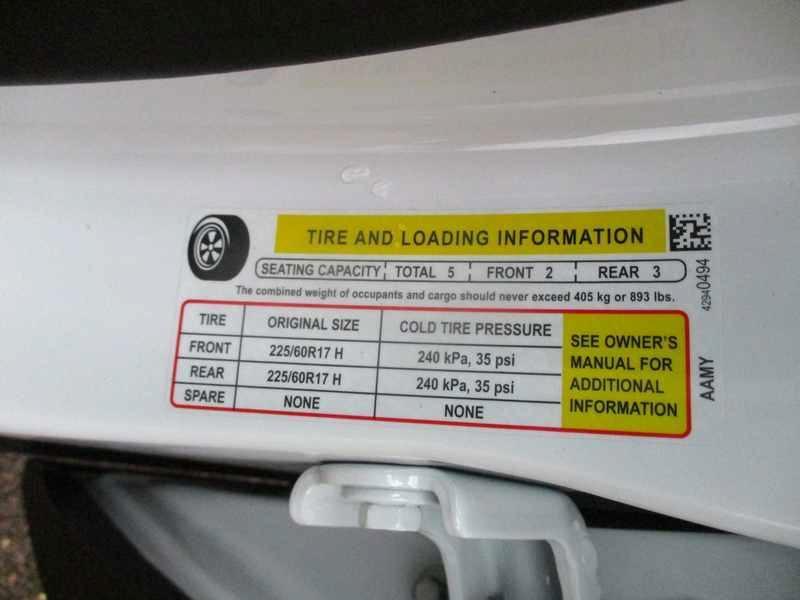 TIRE AND LOADING INFORMATION
SEATING CAPACITY TOTAL 5 FRONT 2 REAR 3
The combined weight of occupants and cargo should never exceed 405 kg or 893 lbs.
TIRE ORIGINAL SIZE COLD TIRE PRESSURE
FRONT 225/60R17 H 240 kPa, 35 psi
REAR 225/60R17 H 240 kPa, 35 psi
SPARE NONE NONE
SEE OWNER'S
MANUAL FOR
ADDITIONAL
INFORMATION
42940494
AAMY